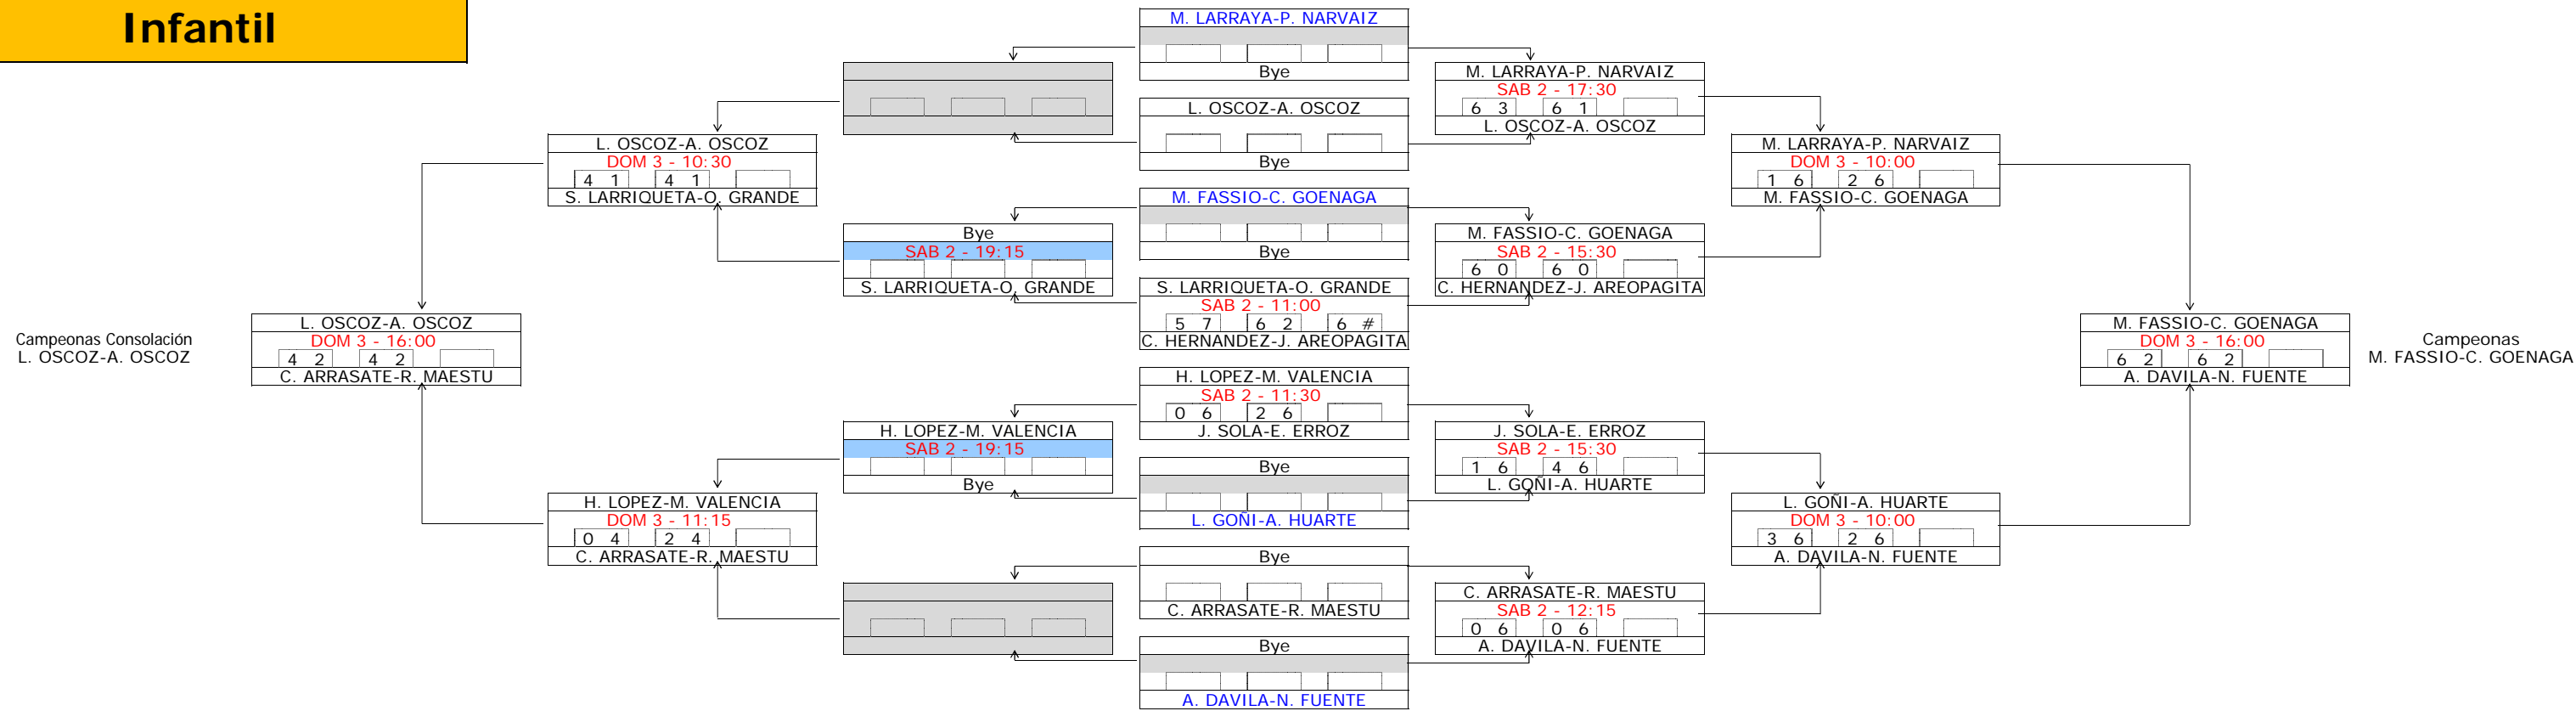 Infantil
Campeonas Consolación
L. OSCOZ-A. OSCOZ
L. OSCOZ-A. OSCOZ
DOM 3 - 16:00
4 2 4 2
C. ARRASATE-R. MAESTU
L. OSCOZ-A. OSCOZ
DOM 3 - 10:30
4 1 4 1
S. LARRIQUETA-O. GRANDE
H. LOPEZ-M. VALENCIA
DOM 3 - 11:15
0 4 2 4
C. ARRASATE-R. MAESTU
Bye
SAB 2 - 19:15
S. LARRIQUETA-O. GRANDE
H. LOPEZ-M. VALENCIA
SAB 2 - 19:15
Bye
M. LARRAYA-P. NARVAIZ
Bye
L. OSCOZ-A. OSCOZ
Bye
M. FASSIO-C. GOENAGA
Bye
S. LARRIQUETA-O. GRANDE
SAB 2 - 11:00
5 7 6 2 6 #
C. HERNANDEZ-J. AREOPAGITA
H. LOPEZ-M. VALENCIA
SAB 2 - 11:30
0 6 2 6
J. SOLA-E. ERROZ
Bye
L. GOÑI-A. HUARTE
Bye
C. ARRASATE-R. MAESTU
Bye
A. DAVILA-N. FUENTE
M. LARRAYA-P. NARVAIZ
SAB 2 - 17:30
6 3 6 1
L. OSCOZ-A. OSCOZ
M. FASSIO-C. GOENAGA
SAB 2 - 15:30
6 0 6 0
C. HERNANDEZ-J. AREOPAGITA
J. SOLA-E. ERROZ
SAB 2 - 15:30
1 6 4 6
L. GOÑI-A. HUARTE
C. ARRASATE-R. MAESTU
SAB 2 - 12:15
0 6 0 6
A. DAVILA-N. FUENTE
M. LARRAYA-P. NARVAIZ
DOM 3 - 10:00
1 6 2 6
M. FASSIO-C. GOENAGA
L. GOÑI-A. HUARTE
DOM 3 - 10:00
3 6 2 6
A. DAVILA-N. FUENTE
M. FASSIO-C. GOENAGA
DOM 3 - 16:00
6 2 6 2
A. DAVILA-N. FUENTE
Campeonas
M. FASSIO-C. GOENAGA